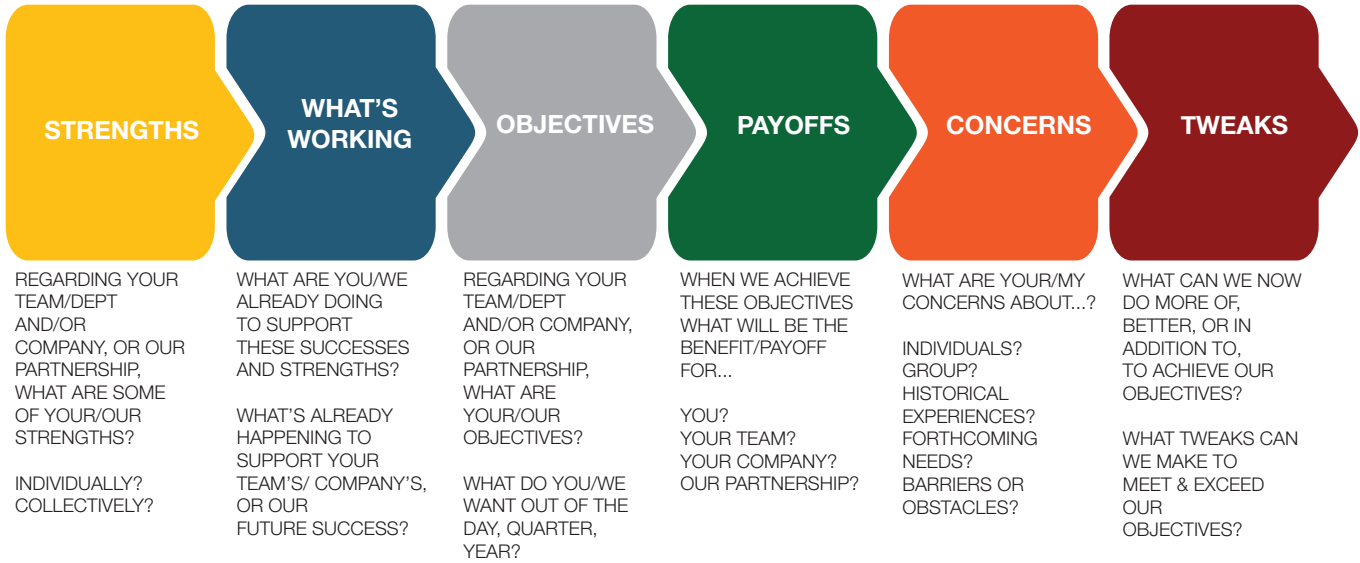 STRENGTHS
WHAT'S
WORKING
OBJECTIVES
PAYOFFS
CONCERNS
TWEAKS
REGARDING YOUR
TEAM/DEPT
AND/OR
COMPANY, OR OUR
PARTNERSHIP,
WHAT ARE SOME
OF YOUR/OUR
STRENGTHS?
INDIVIDUALLY?
COLLECTIVELY?
WHAT ARE YOU/WE
ALREADY DOING
TO SUPPORT
THESE SUCCESSES
AND STRENGTHS?
WHAT'S ALREADY
HAPPENING TO
SUPPORT YOUR
TEAM'S/ COMPANY'S,
OR OUR
FUTURE SUCCESS?
REGARDING YOUR
TEAM/DEPT
AND/OR COMPANY,
OR OUR
PARTNERSHIP,
WHAT ARE
YOUR/OUR
OBJECTIVES?
WHAT DO YOU/WE
WANT OUT OF THE
DAY, QUARTER,
YEAR?
WHEN WE ACHIEVE
THESE OBJECTIVES
WHAT WILL BE THE
BENEFIT/PAYOFF
FOR...
YOU?
YOUR TEAM?
YOUR COMPANY?
OUR PARTNERSHIP?
WHAT ARE YOUR/MY
CONCERNS ABOUT...?
INDIVIDUALS?
GROUP?
HISTORICAL
EXPERIENCES?
FORTHCOMING
NEEDS?
BARRIERS OR
OBSTACLES?
WHAT CAN WE NOW
DO MORE OF,
BETTER, OR IN
ADDITION TO,
TO ACHIEVE OUR
OBJECTIVES?
WHAT TWEAKS CAN
WE MAKE TO
MEET & EXCEED
OUR
OBJECTIVES?